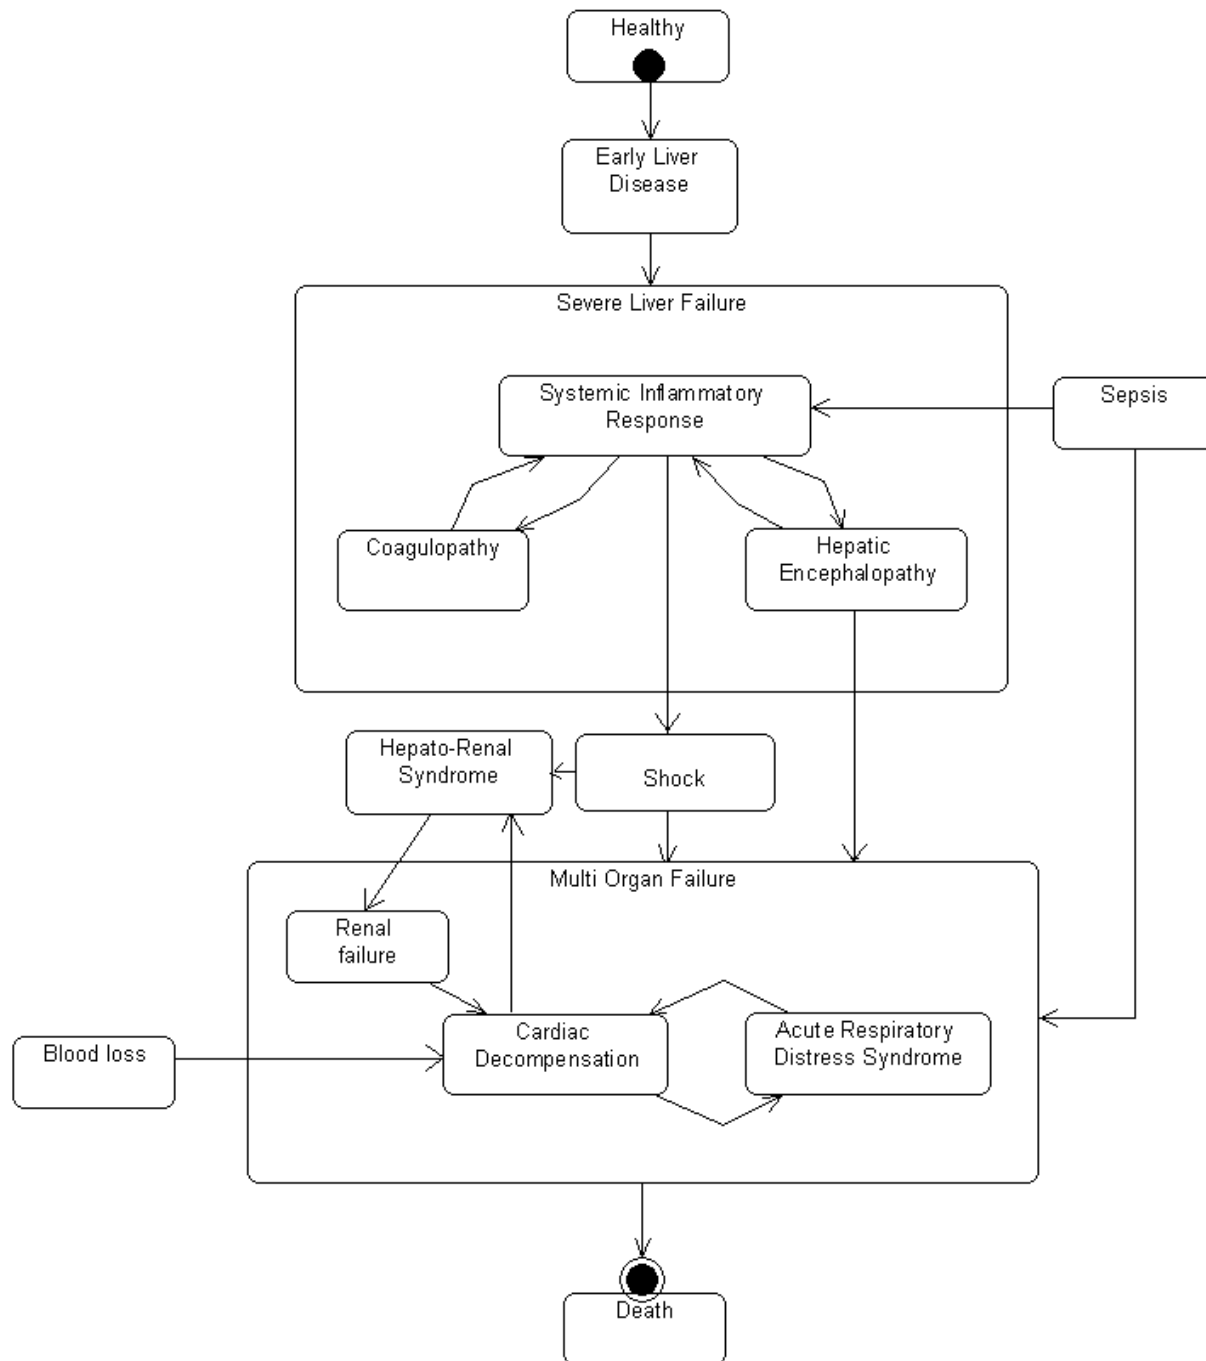 Healthy
Early Liver
Disease
Severe Liver Failure
Systemic Inflammatory
Response
Sepsis
Coagulopathy
Hepatic
Encephalopathy
Hepato-Renal
Syndrome
Shock
Multi Organ Failure
Renal
failure
Cardiac
Decompensation
Acute Respiratory
Distress Syndrome
Blood loss
Death